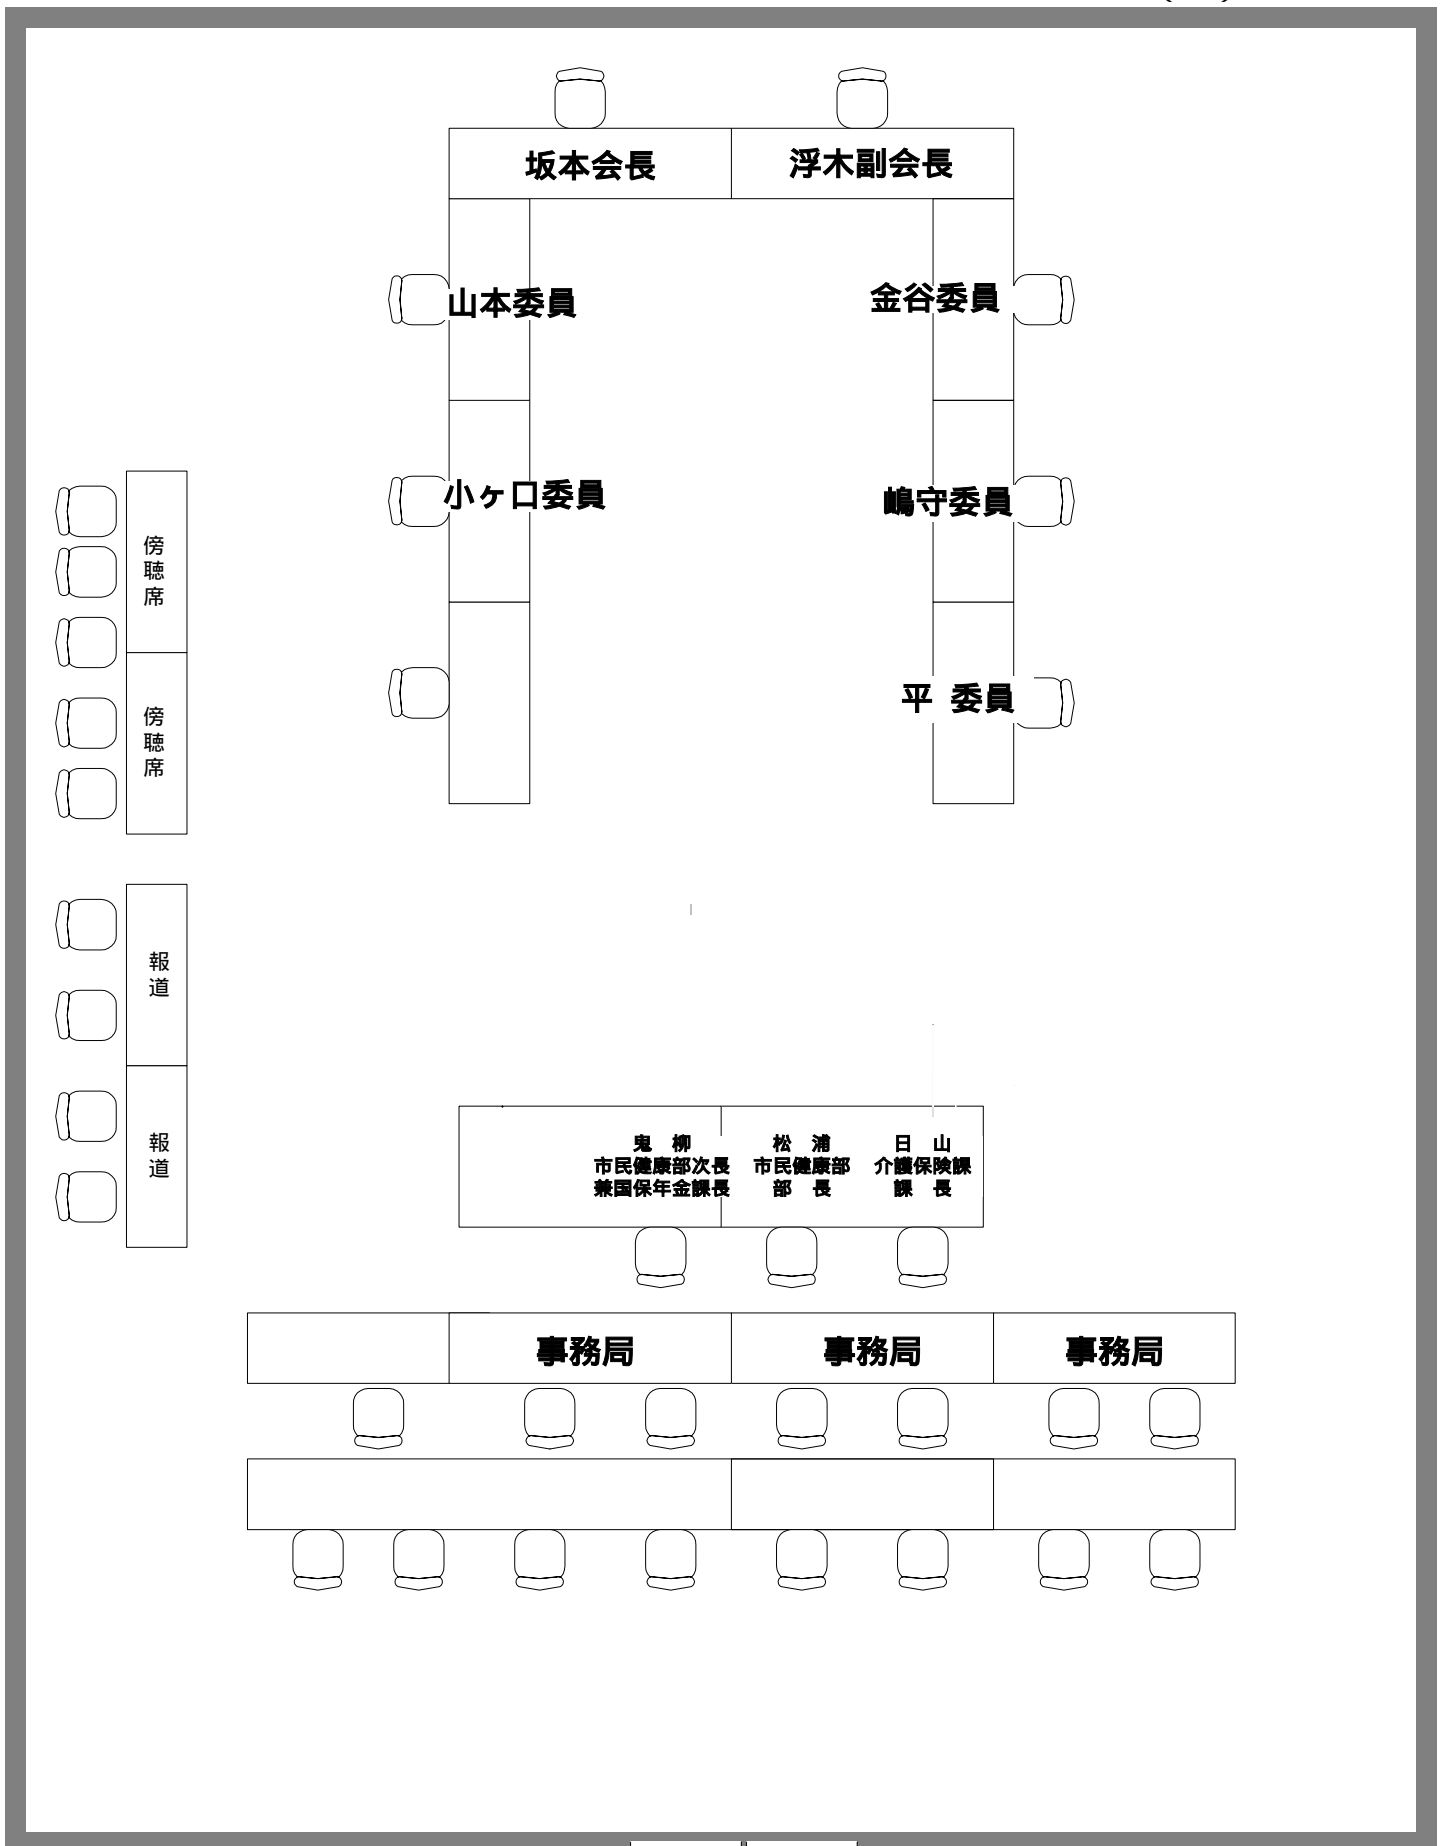 坂本会長
浮木副会長
山本委員
金谷委員
小ヶ口委員
嶋守委員
平 委員
傍聴席
傍聴席
報道
報道
鬼 柳
市民健康部次長
兼国保年金課長
松 浦
市民健康部
部 長
日 山
介護保険課
課 長
事務局
事務局
事務局